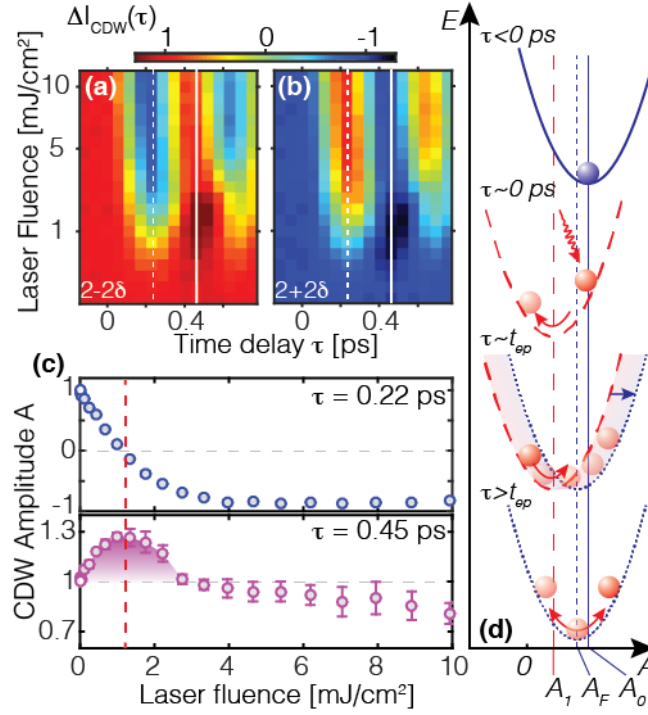 ΔI_CDW(τ)
1 0 -1
(a)
(b)
10
5
1
Laser Fluence [mJ/cm²]
2-2δ
2+2δ
0 0.4 0 0.4
Time delay τ [ps]
(c)
1
0
-1
τ = 0.22 ps
1.3
1
0.7
τ = 0.45 ps
CDW Amplitude A
0 2 4 6 8 10
Laser fluence [mJ/cm²]
E
τ<0 ps
τ~0 ps
τ~t_ep
τ>t_ep
(d)
0
A₁ A_F A₀